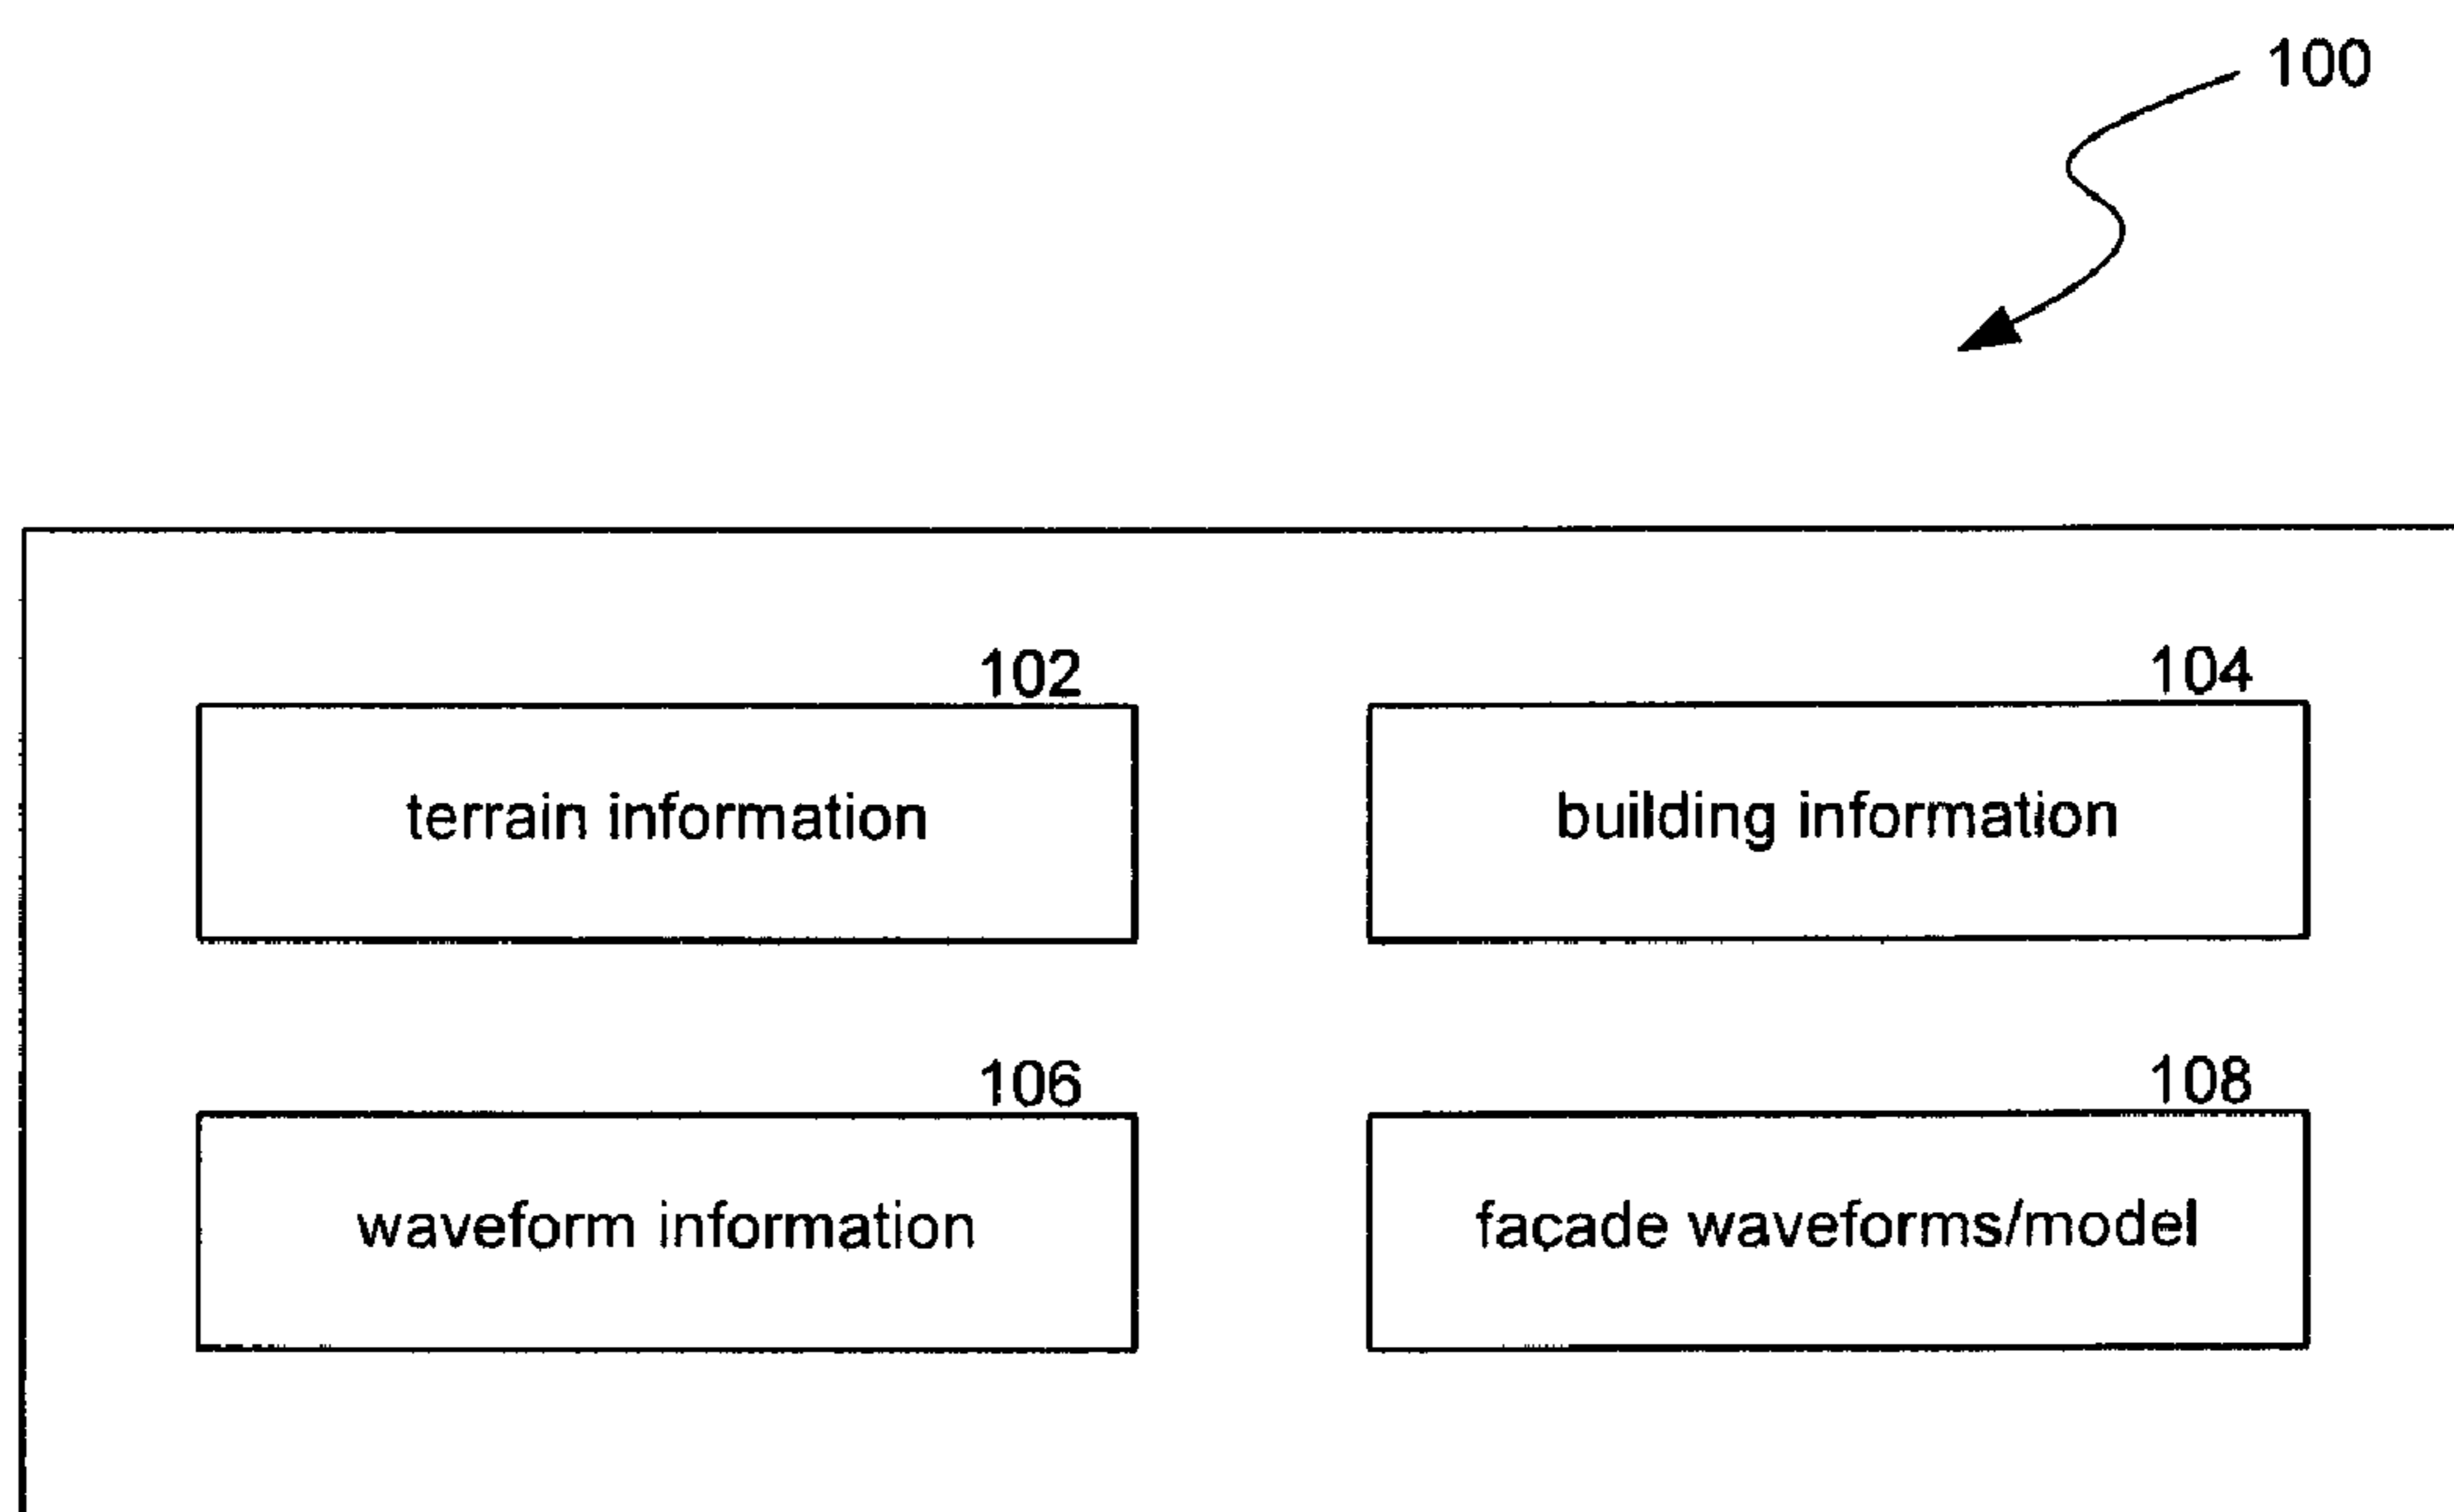 100
102
terrain information
104
building information
106
waveform information
108
façade waveforms/model